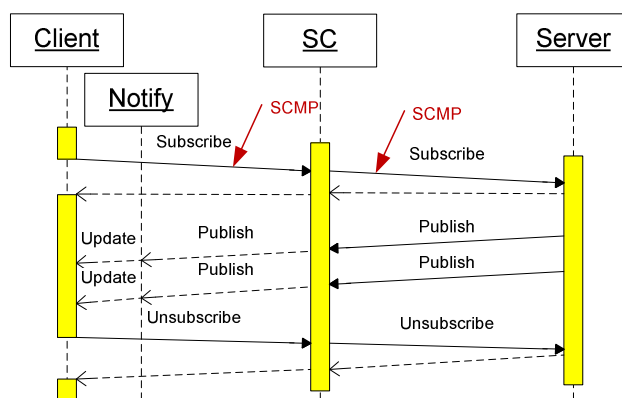 Client
SC
Server
Notify
SCMP
SCMP
Subscribe
Subscribe
Publish
Publish
Update
Publish
Publish
Update
Unsubscribe
Unsubscribe